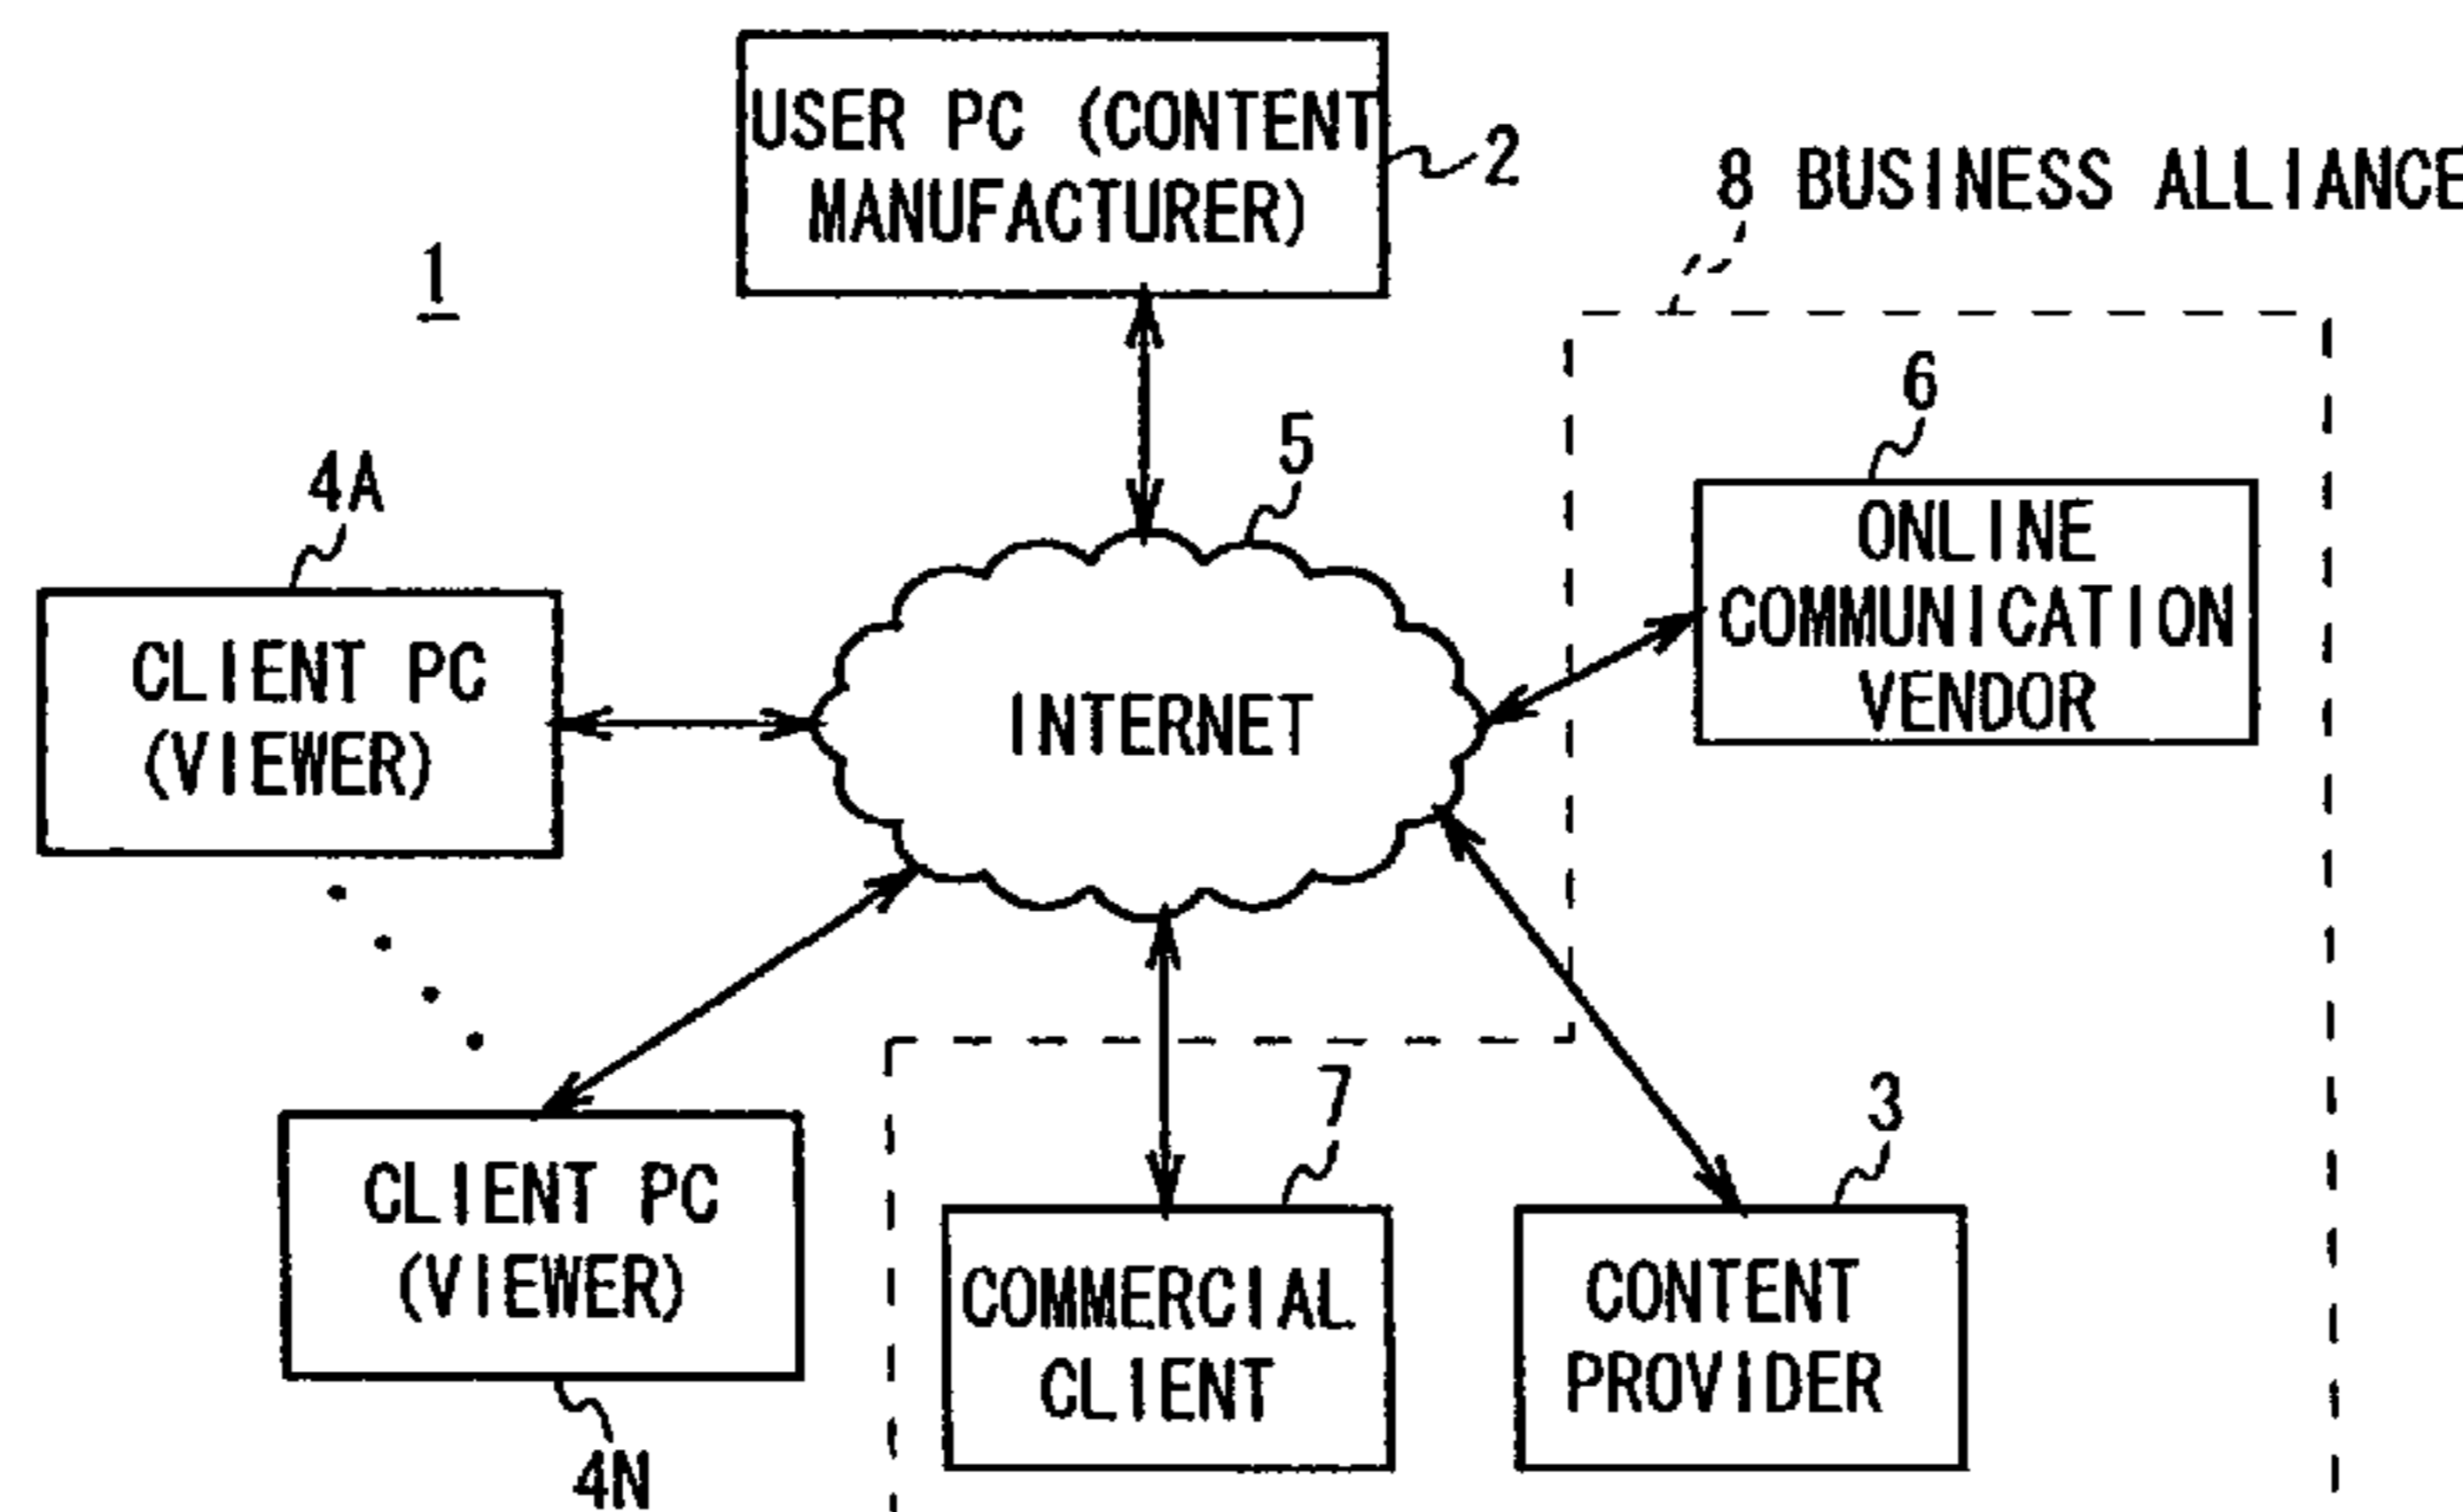 USER PC (CONTENT
MANUFACTURER)
2
8 BUSINESS ALLIANCE
1
6
5
4A
ONLINE
COMMUNICATION
VENDOR
CLIENT PC
(VIEWER)
INTERNET
7
3
CLIENT PC
(VIEWER)
COMMERCIAL
CLIENT
CONTENT
PROVIDER
4N